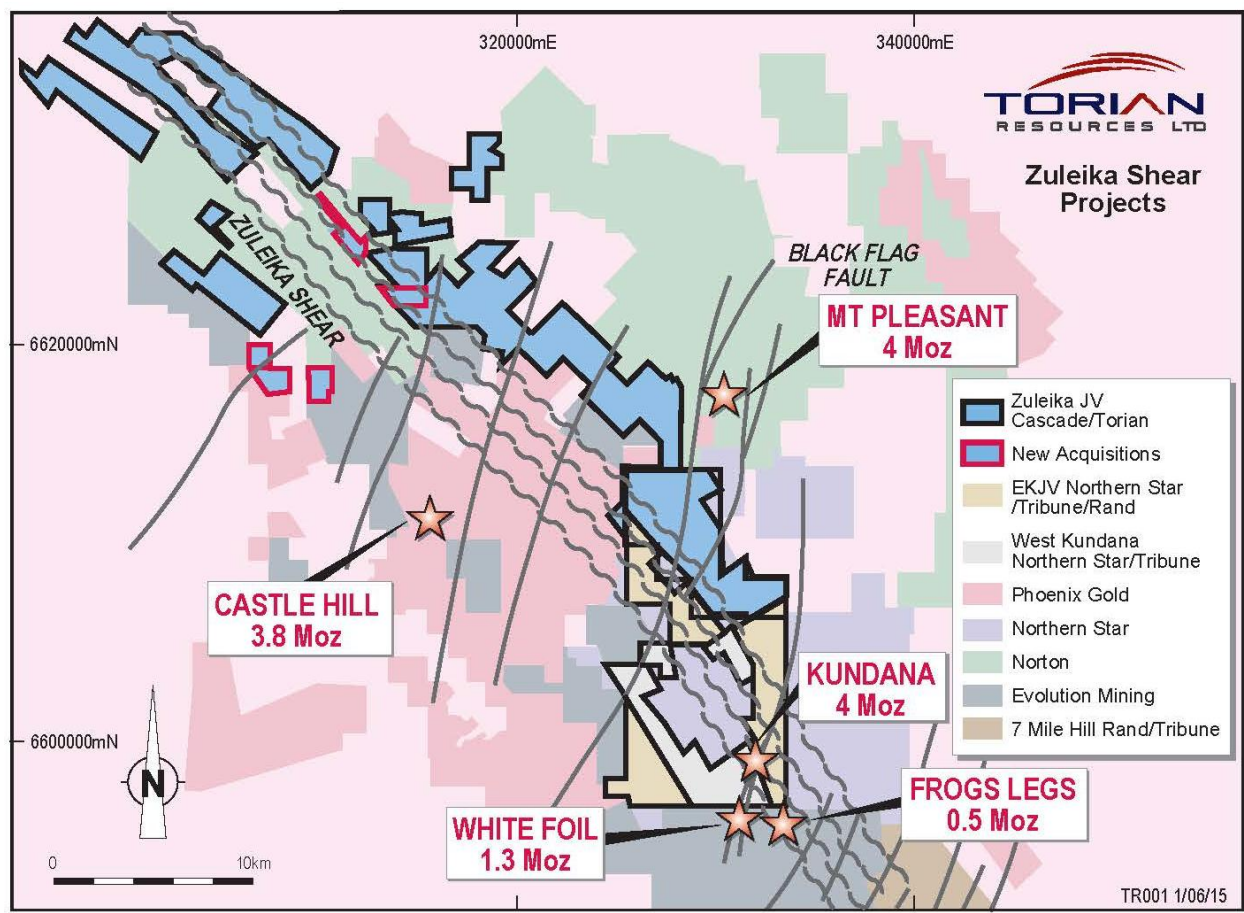 320000mE
340000mE
TORIAN
RESOURCES LTD
Zuleika Shear
Projects
ZULEIKA SHEAR
BLACK FLAG
FAULT
MT PLEASANT
4 Moz
6620000mN
Zuleika JV
Cascade/Torian
New Acquisitions
EKJV Northern Star
/Tribune/Rand
West Kundana
Northern Star/Tribune
Phoenix Gold
Northern Star
Norton
Evolution Mining
7 Mile Hill Rand/Tribune
CASTLE HILL
3.8 Moz
KUNDANA
4 Moz
6600000mN
N
FROGS LEGS
0.5 Moz
WHITE FOIL
1.3 Moz
0
10km
TR001 1/06/15